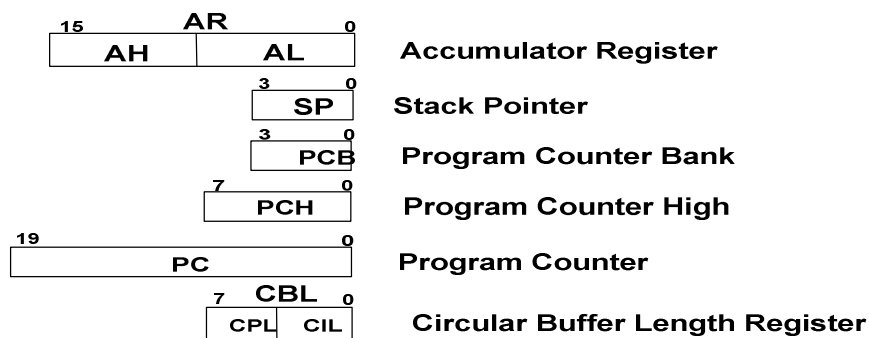 AR
15 0
AH AL Accumulator Register
3 0
SP Stack Pointer
3 0
PCB Program Counter Bank
7 0
PCH Program Counter High
19 0
PC Program Counter
7 CBL 0
CPL CIL Circular Buffer Length Register